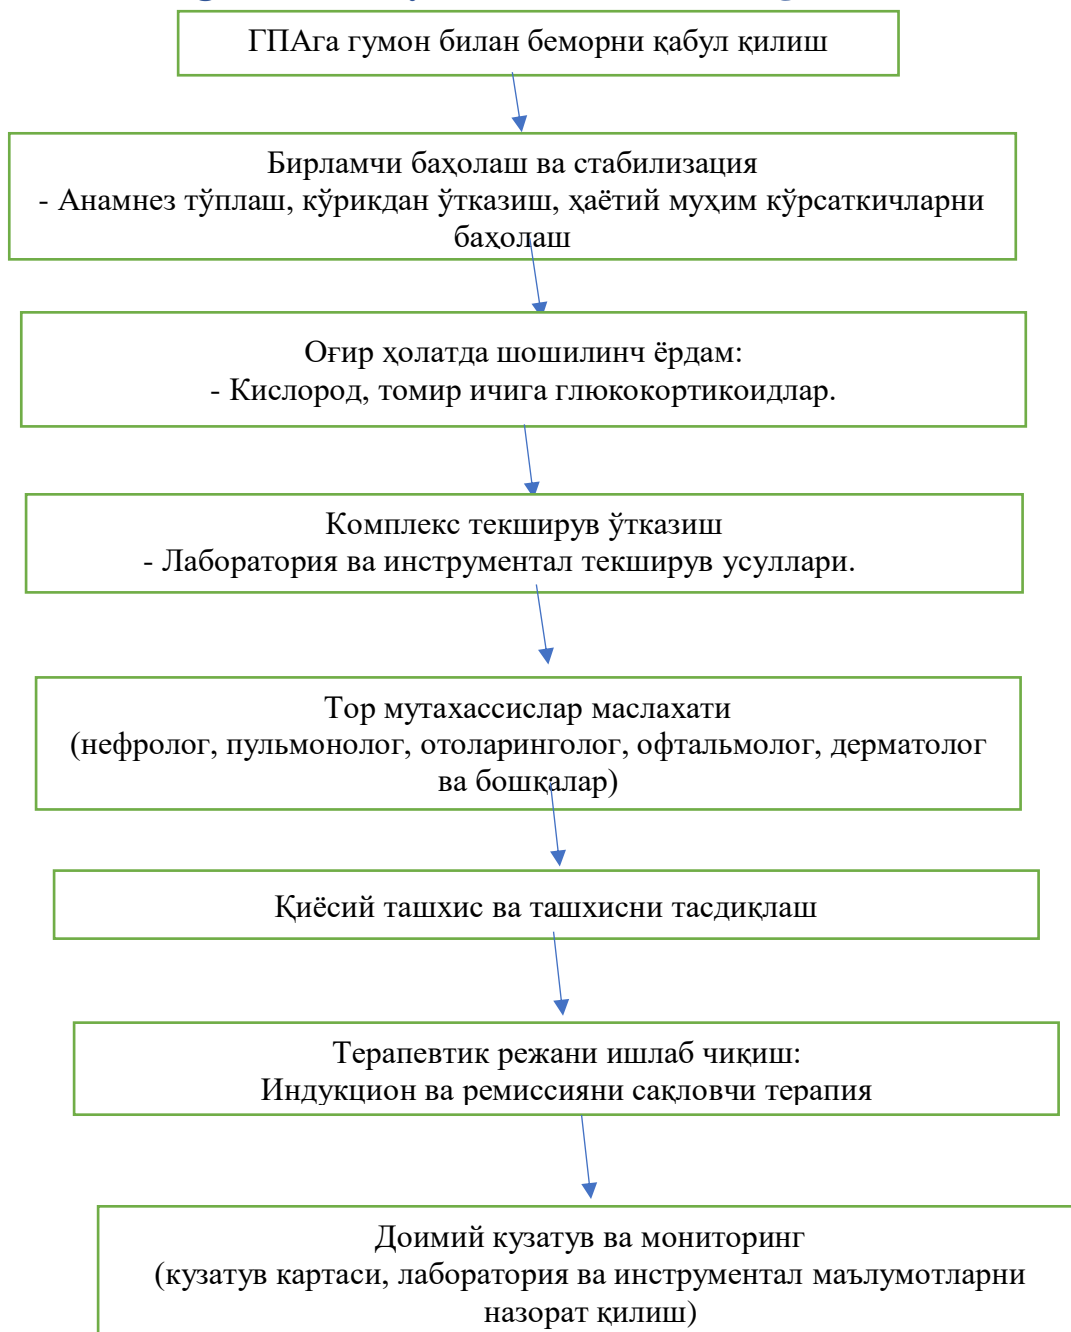 ГПАга гумон билан беморни қабул қилиш
Бирламчи баҳолаш ва стабилизация
- Анамнез тўплаш, кўрикдан ўтказиш, ҳаётий муҳим кўрсаткичларни
баҳолаш
Оғир ҳолатда шошилинч ёрдам:
- Кислород, томир ичига глюкокортикоидлар.
Комплекс текширув ўтказиш
- Лаборатория ва инструментал текширув усуллари.
Тор мутахассислар маслахати
(нефролог, пульмонолог, отоларинголог, офтальмолог, дерматолог
ва бошқалар)
Қиёсий ташхис ва ташхисни тасдиқлаш
Терапевтик режани ишлаб чиқиш:
Индукцион ва ремиссияни сақловчи терапия
Доимий кузатув ва мониторинг
(кузатув картаси, лаборатория ва инструментал маълумотларни
назорат қилиш)